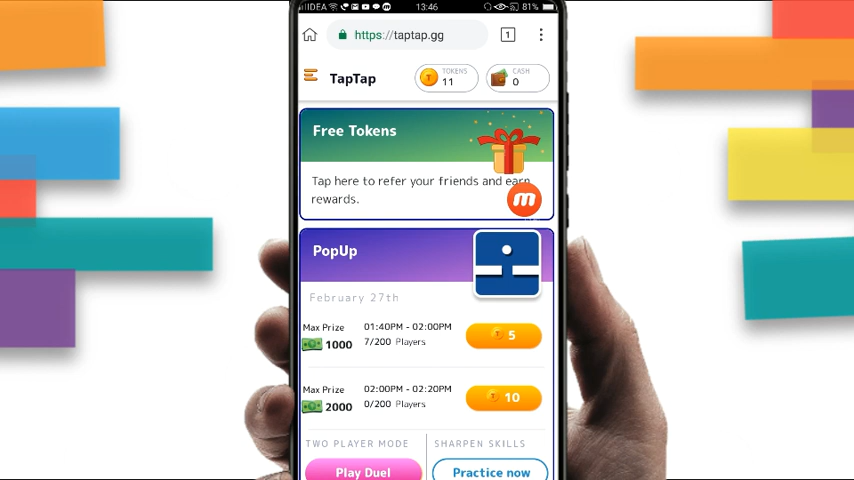 IDEA 13:46 81%
https://taptap.gg 1
TapTap TOKENS 11 CASH 0
Free Tokens
Tap here to refer your friends and earn
rewards.
PopUp
February 27th
Max Prize 01:40PM - 02:00PM
1000 7/200 Players 5
Max Prize 02:00PM - 02:20PM
2000 0/200 Players 10
TWO PLAYER MODE SHARPEN SKILLS
Play Duel Practice now